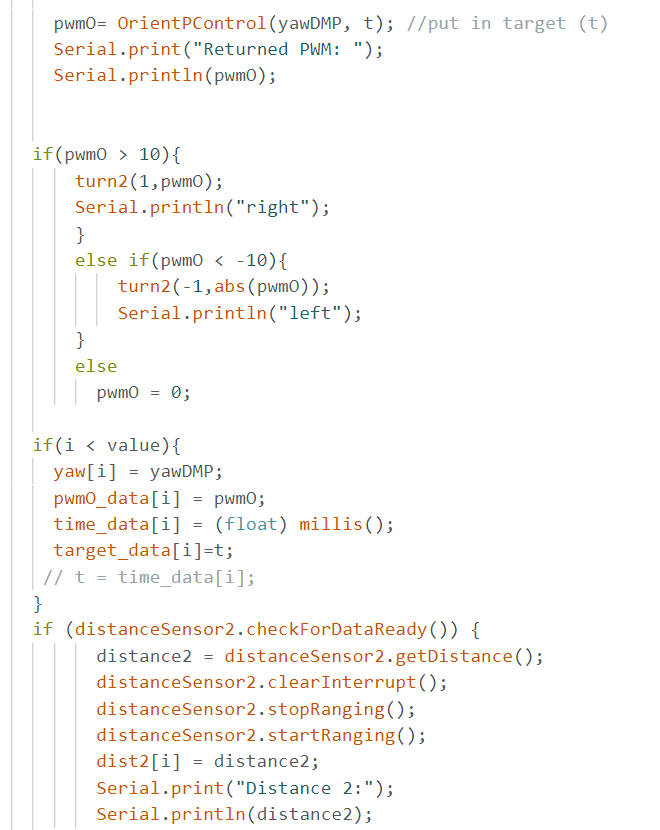 pwmO= OrientPControl(yawDMP, t); //put in target (t)
Serial.print("Returned PWM: ");
Serial.println(pwmO);
if(pwmO > 10){
turn2(1,pwmO);
Serial.println("right");
}
else if(pwmO < -10){
turn2(-1,abs(pwmO));
Serial.println("left");
}
else
pwmO = 0;
if(i < value){
yaw[i] = yawDMP;
pwmO_data[i] = pwmO;
time_data[i] = (float) millis();
target_data[i]=t;
// t = time_data[i];
}
if (distanceSensor2.checkForDataReady()) {
distance2 = distanceSensor2.getDistance();
distanceSensor2.clearInterrupt();
distanceSensor2.stopRanging();
distanceSensor2.startRanging();
dist2[i] = distance2;
Serial.print("Distance 2:");
Serial.println(distance2);